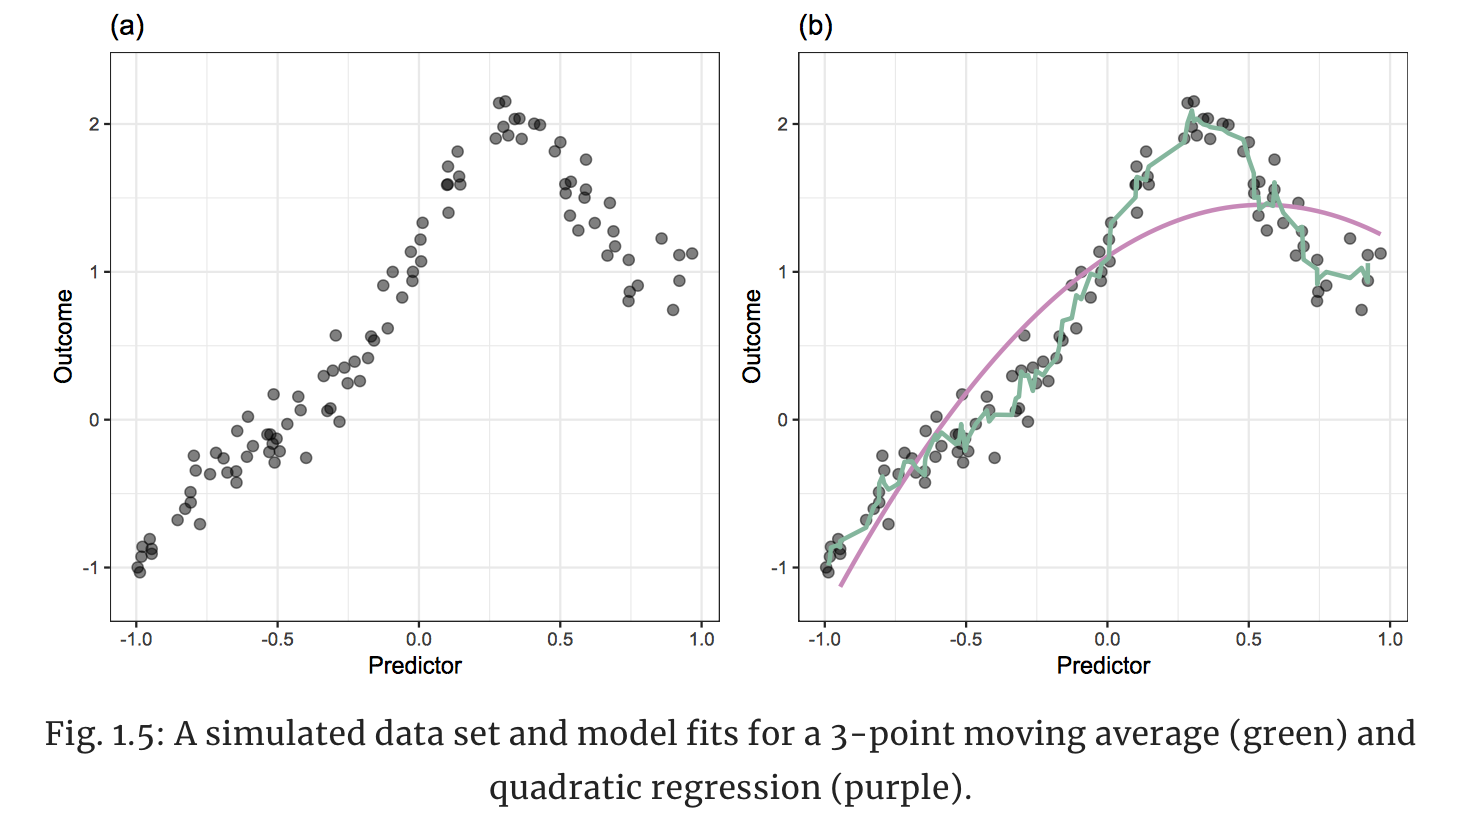 (a)
(b)
2
1
0
-1
Outcome
-1.0 -0.5 0.0 0.5 1.0
Predictor
2
1
0
-1
Outcome
-1.0 -0.5 0.0 0.5 1.0
Predictor
Fig. 1.5: A simulated data set and model fits for a 3-point moving average (green) and
quadratic regression (purple).